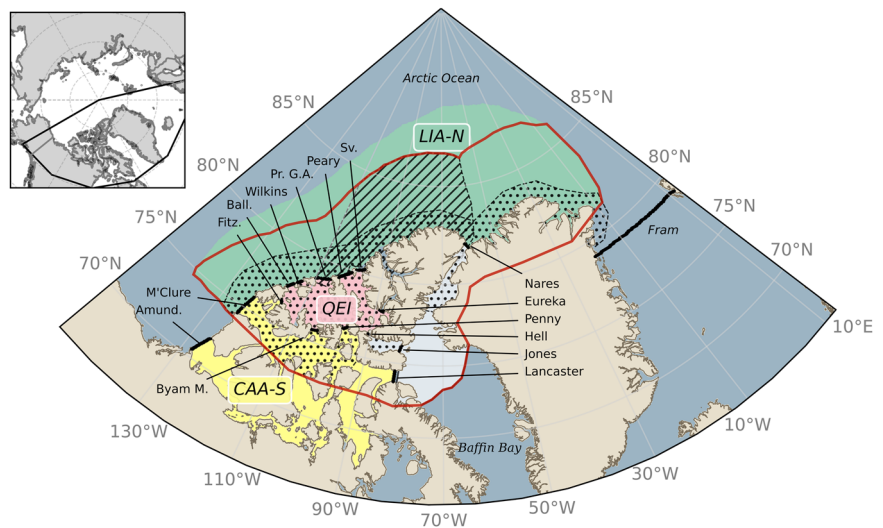 Arctic Ocean
85°N
85°N
LIA-N
Sv.
Peary
80°N
80°N
Pr. G.A.
Wilkins
Ball.
75°N
75°N
Fitz.
Fram
70°N
70°N
Nares
M'Clure
Eureka
Amund.
QEI
Penny
10°E
Hell
Jones
Lancaster
Byam M.
CAA-S
130°W
10°W
Baffin Bay
110°W
30°W
90°W
50°W
70°W